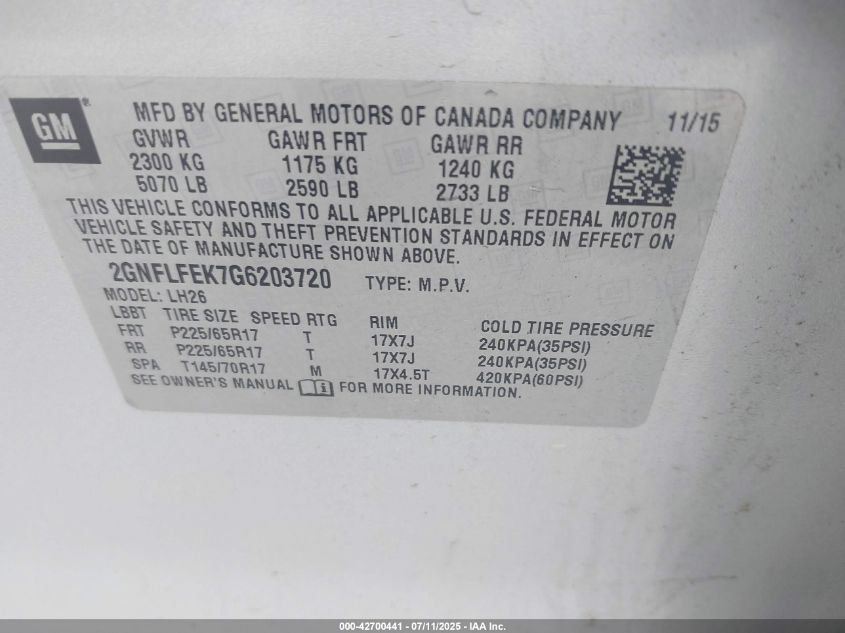 GM®
MFD BY GENERAL MOTORS OF CANADA COMPANY 11/15
GVWR GAWR FRT GAWR RR
2300 KG 1175 KG 1240 KG
5070 LB 2590 LB 2733 LB
THIS VEHICLE CONFORMS TO ALL APPLICABLE U.S. FEDERAL MOTOR
VEHICLE SAFETY AND THEFT PREVENTION STANDARDS IN EFFECT ON
THE DATE OF MANUFACTURE SHOWN ABOVE.
2GNFLFEK7G6203720 TYPE: M.P.V.
MODEL: LH26
LBBT TIRE SIZE SPEED RTG RIM COLD TIRE PRESSURE
FRT P225/65R17 T 17X7J 240KPA(35PSI)
RR P225/65R17 T 17X7J 240KPA(35PSI)
SPA T145/70R17 M 17X4.5T 420KPA(60PSI)
SEE OWNER'S MANUAL FOR MORE INFORMATION.
000-42700441 - 07/11/2025 - IAA Inc.